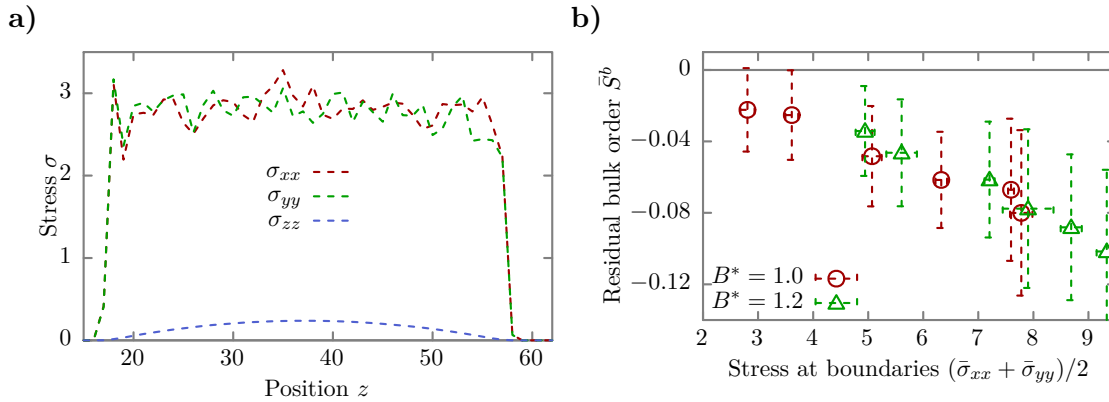 a)
Stress σ
3
2
1
0
σxx
σyy
σzz
20 30 40 50 60
Position z
b)
Residual bulk order S̄ᵇ
0
−0.04
−0.08
−0.12
B* = 1.0
B* = 1.2
2 3 4 5 6 7 8 9
Stress at boundaries (σ̄xx + σ̄yy)/2